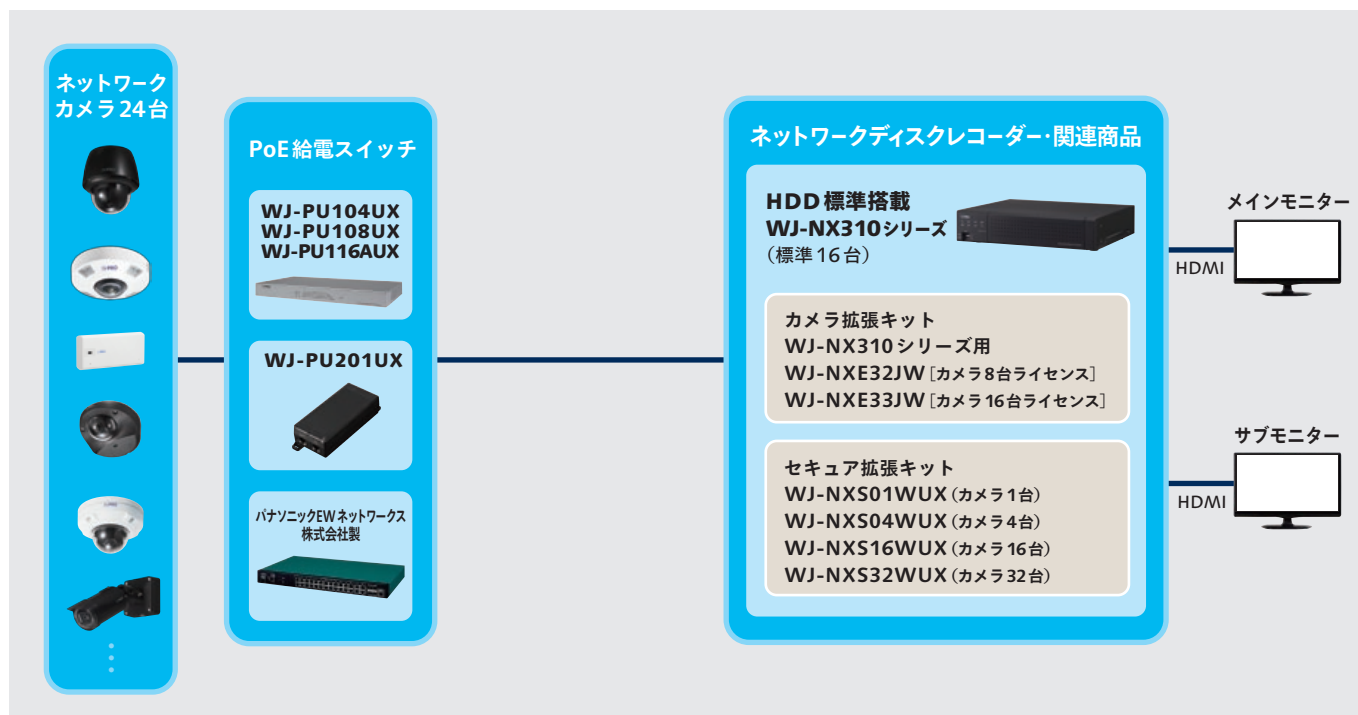 ネットワーク
カメラ24台
PoE給電スイッチ
WJ-PU104UX
WJ-PU108UX
WJ-PU116AUX
WJ-PU201UX
パナソニックEWネットワークス
株式会社製
ネットワークディスクレコーダー・関連商品
HDD標準搭載
WJ-NX310シリーズ
（標準16台）
カメラ拡張キット
WJ-NX310シリーズ用
WJ-NXE32JW［カメラ8台ライセンス］
WJ-NXE33JW［カメラ16台ライセンス］
セキュア拡張キット
WJ-NXS01WUX（カメラ1台）
WJ-NXS04WUX（カメラ4台）
WJ-NXS16WUX（カメラ16台）
WJ-NXS32WUX（カメラ32台）
メインモニター
HDMI
サブモニター
HDMI